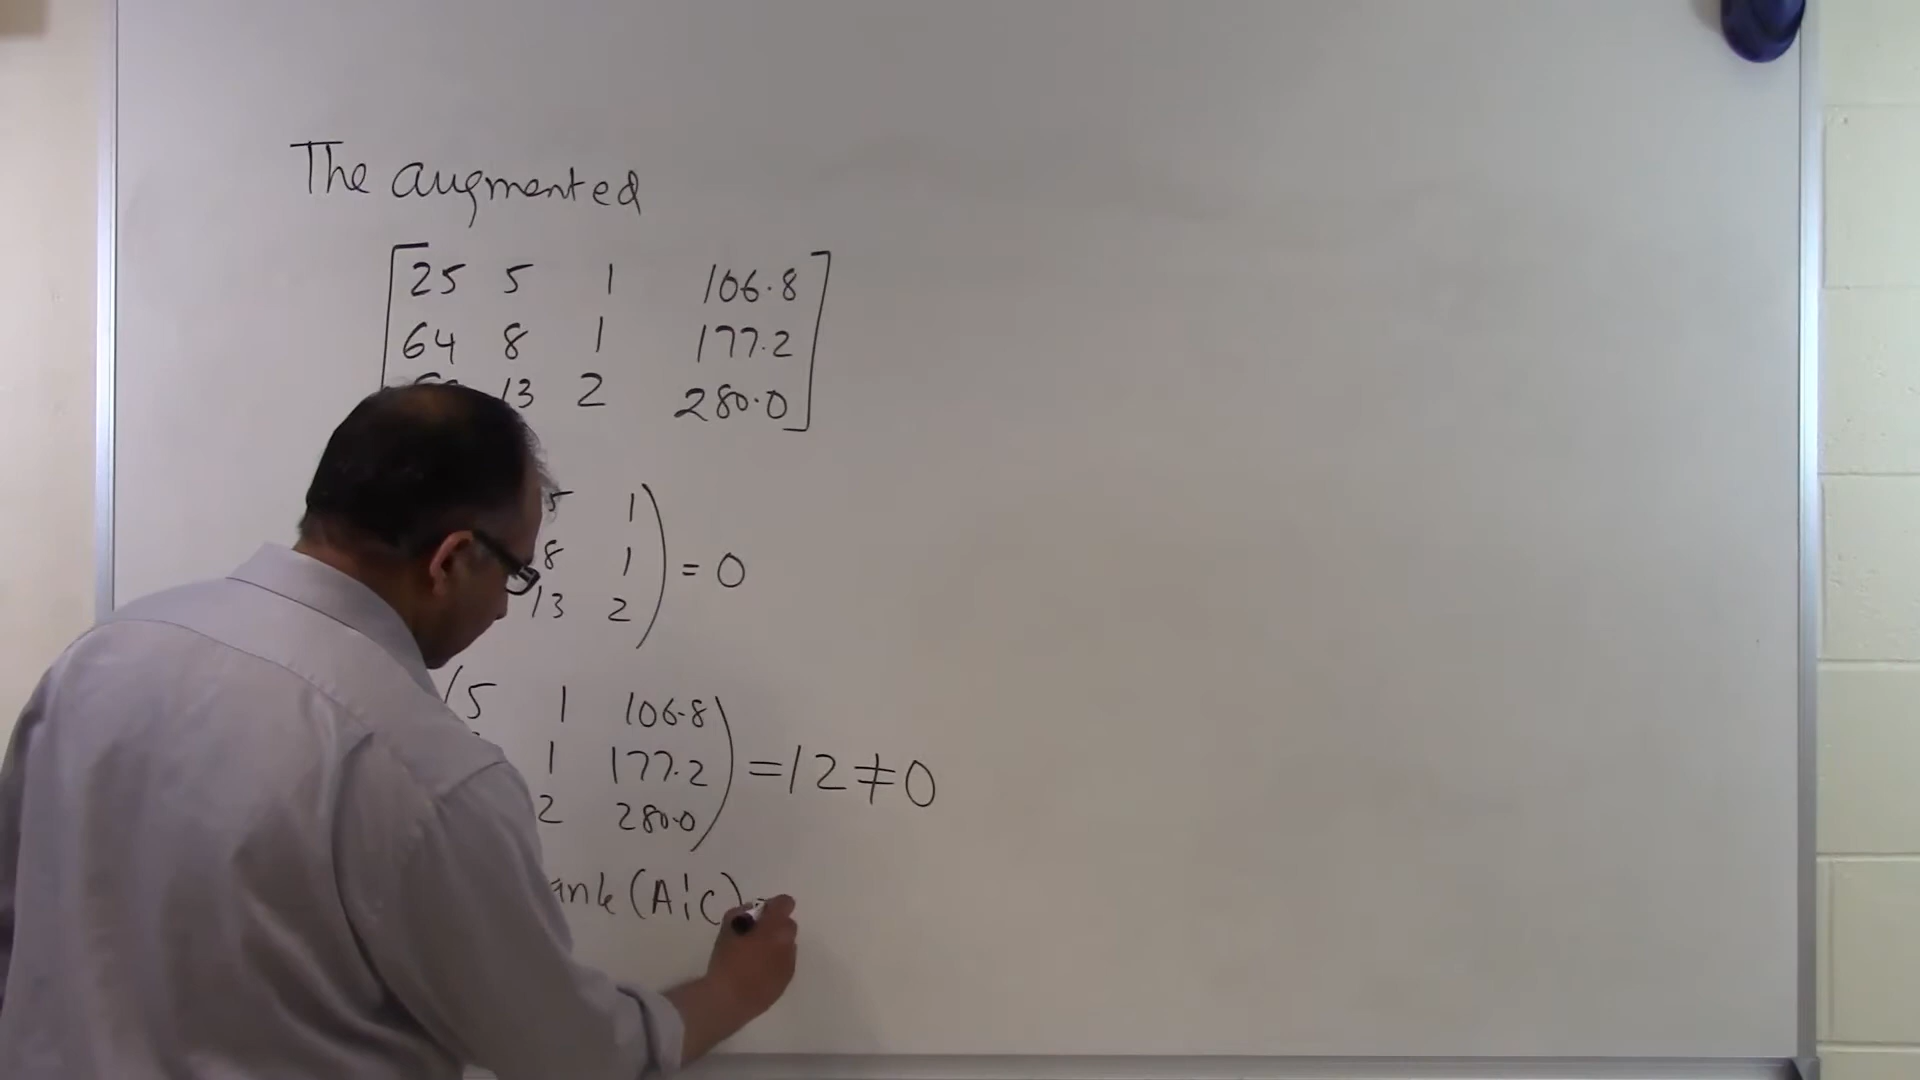 The augmented
25 5 1 106.8
64 8 1 177.2
13 2 280.0
5 1
8 1
13 2
= 0
5 1 106.8
1 177.2
2 280.0
=12≠0
(A¦C)